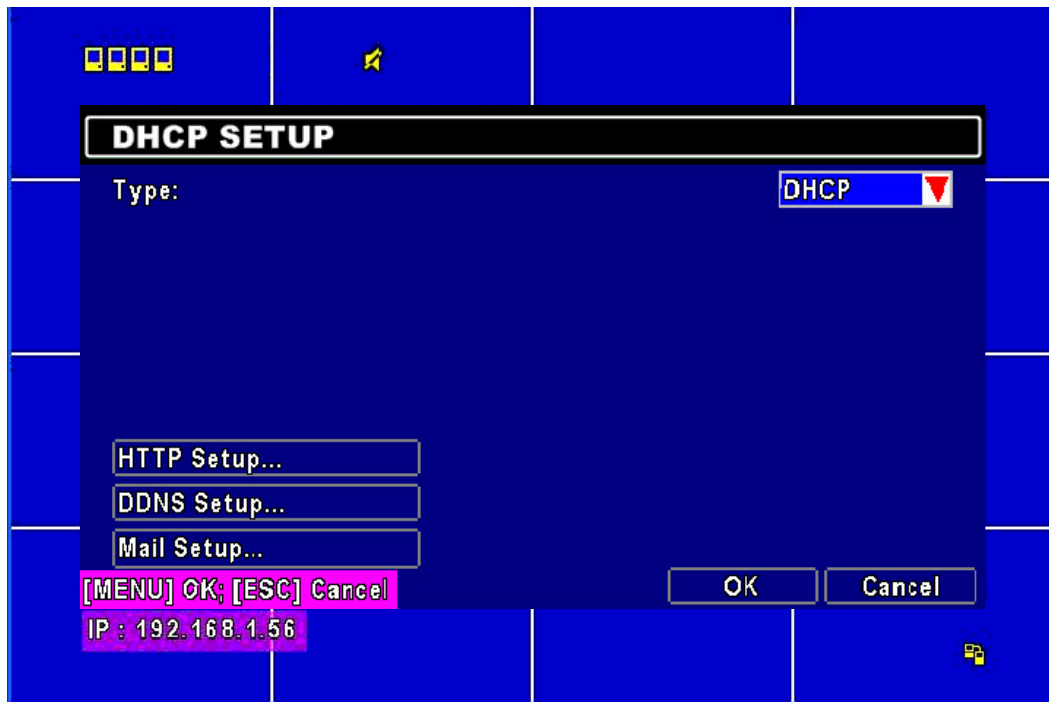 DHCP SETUP
Type: DHCP
HTTP Setup...
DDNS Setup...
Mail Setup...
[MENU] OK; [ESC] Cancel OK Cancel
IP : 192.168.1.56